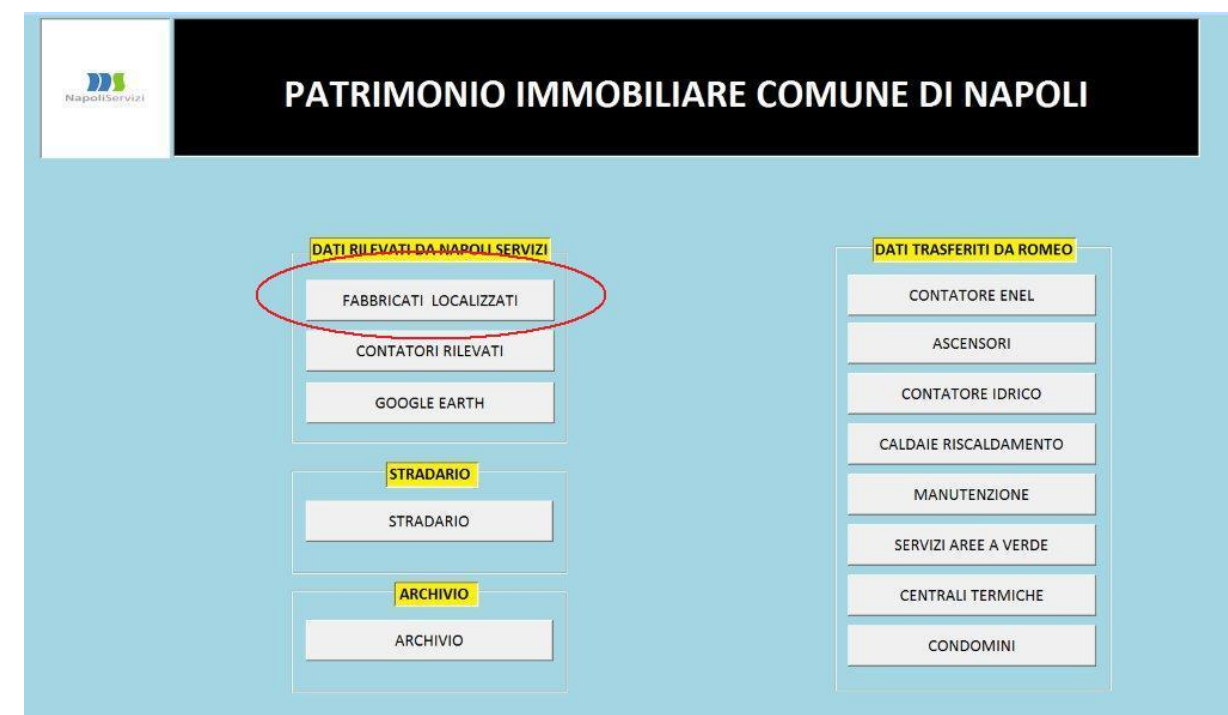 NapoliServizi
PATRIMONIO IMMOBILIARE COMUNE DI NAPOLI
DATI RILEVATI DA NAPOLI SERVIZI
FABBRICATI LOCALIZZATI
CONTATORI RILEVATI
GOOGLE EARTH
STRADARIO
STRADARIO
ARCHIVIO
ARCHIVIO
DATI TRASFERITI DA ROMEO
CONTATORE ENEL
ASCENSORI
CONTATORE IDRICO
CALDAIE RISCALDAMENTO
MANUTENZIONE
SERVIZI AREE A VERDE
CENTRALI TERMICHE
CONDOMINI